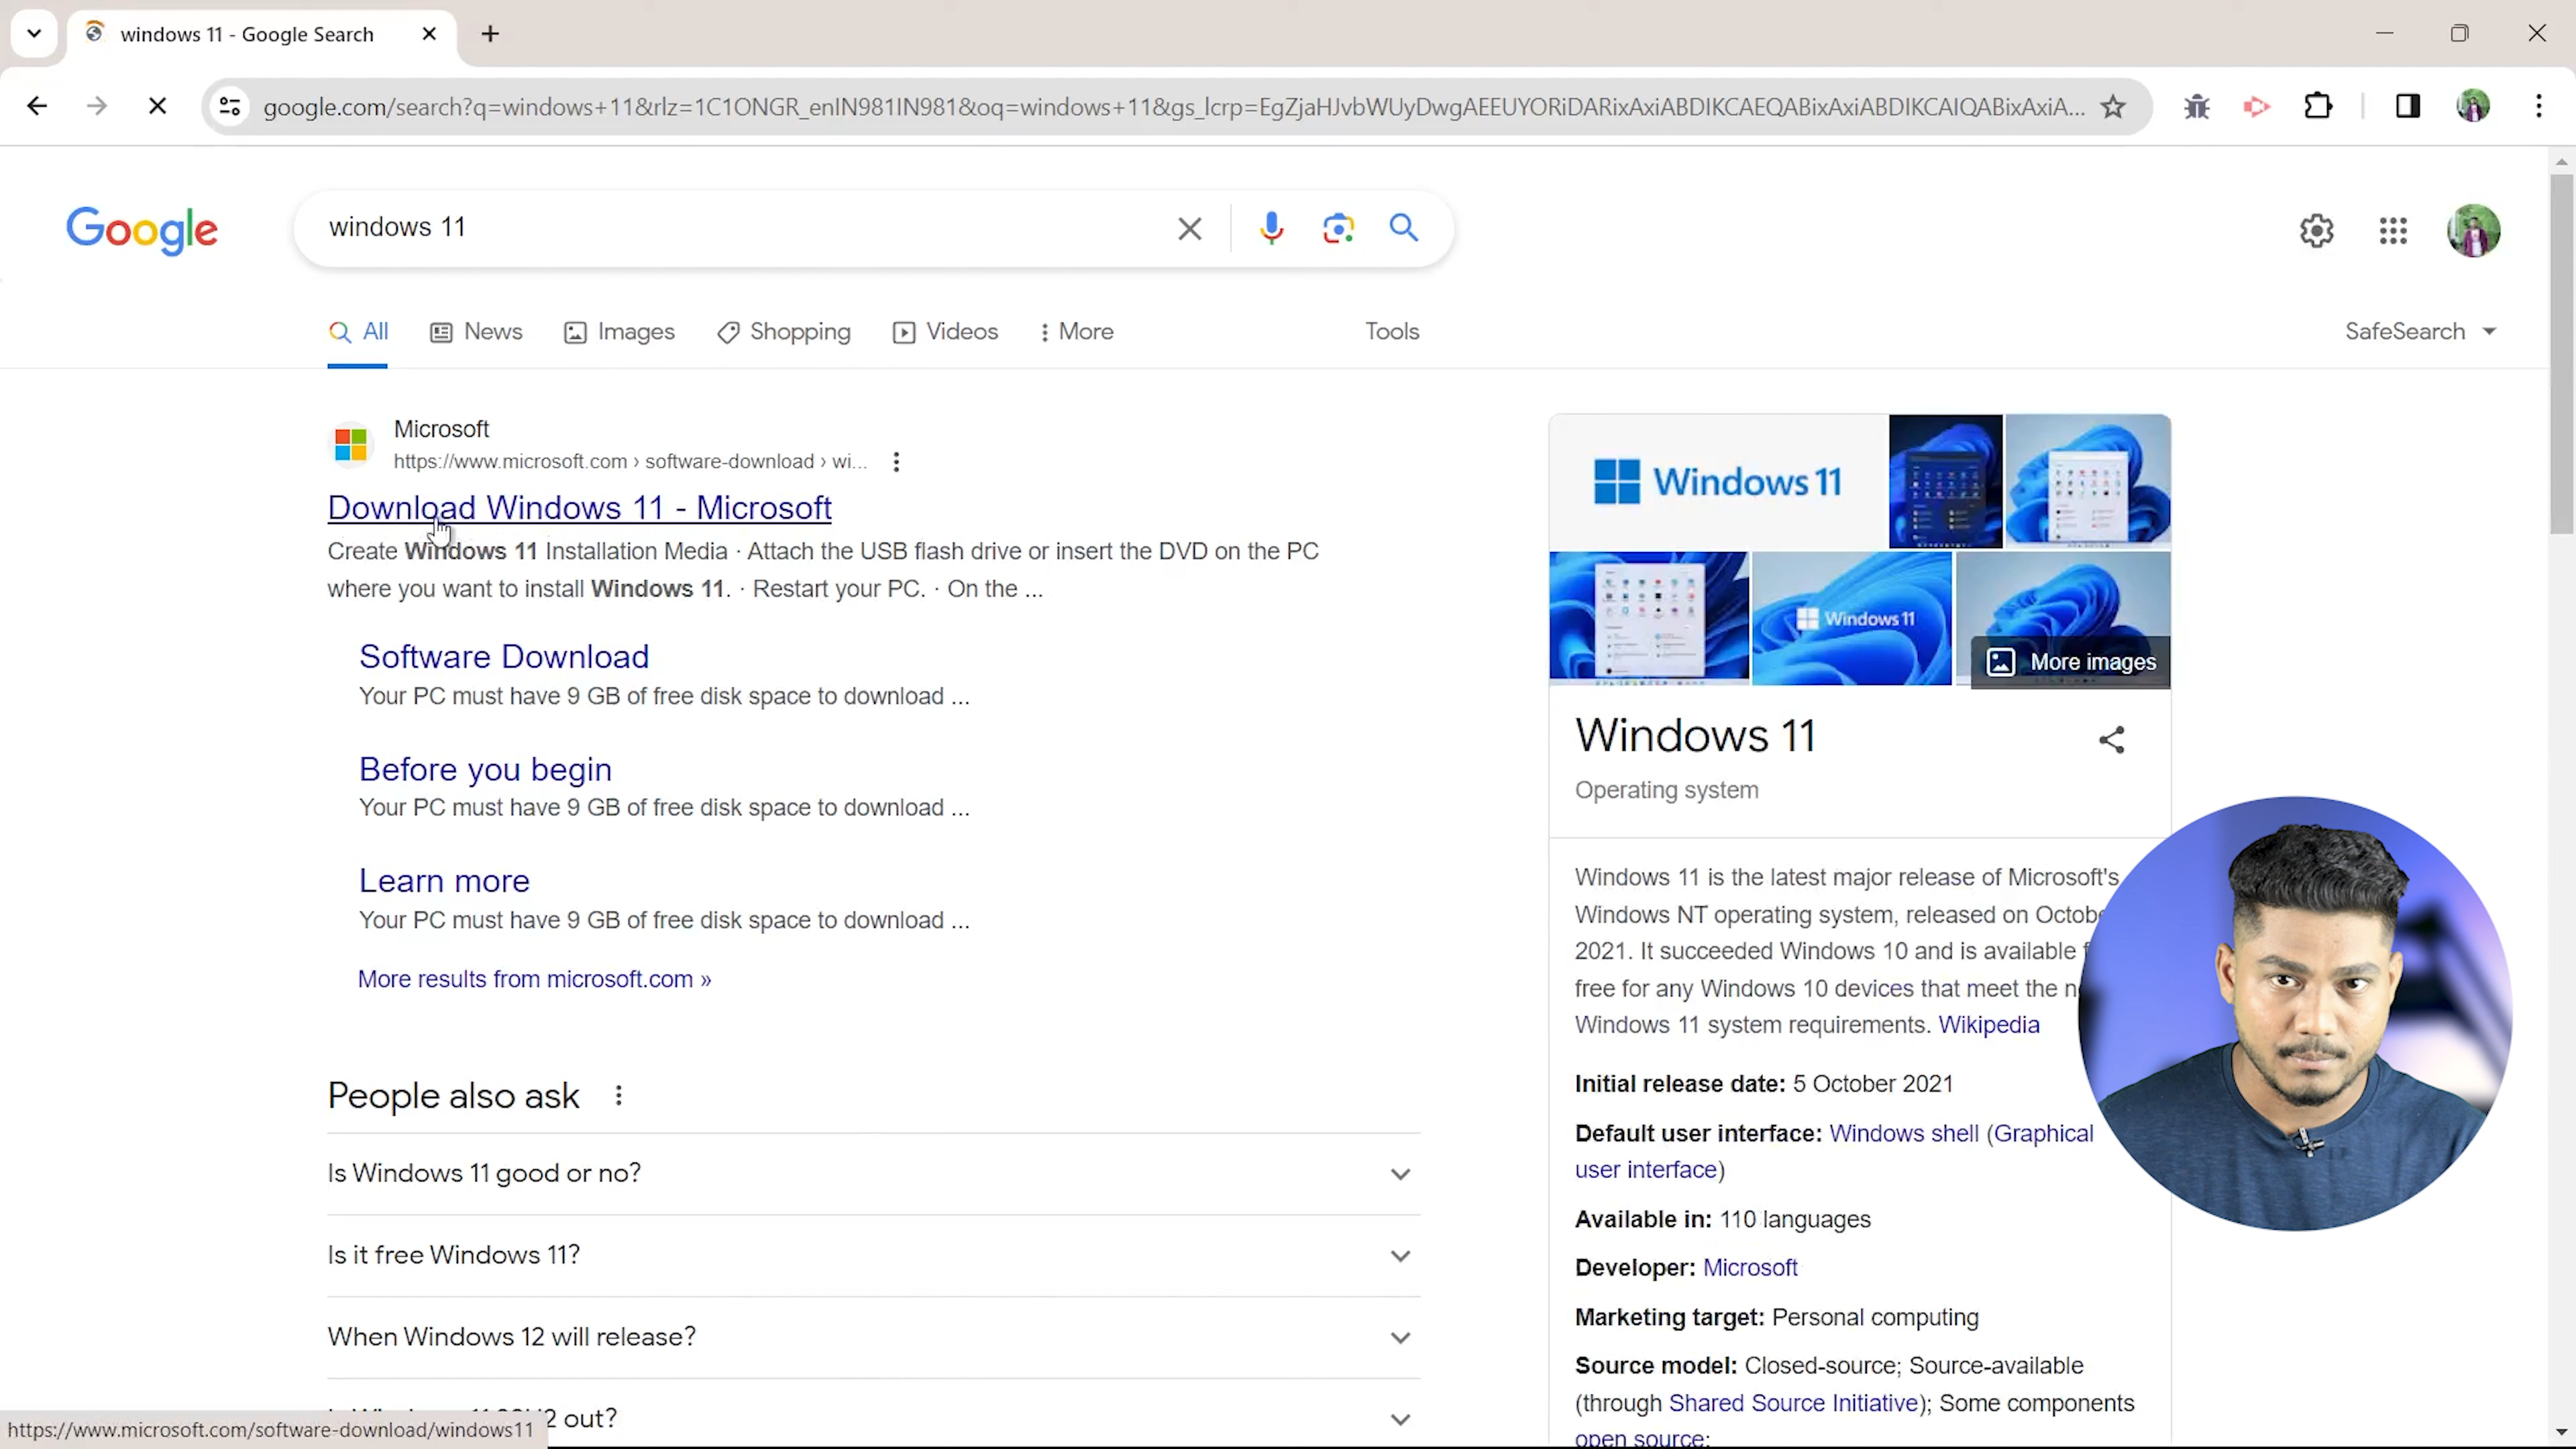 windows 11 - Google Search
google.com/search?q=windows+11&rlz=1C1ONGR_enIN981IN981&oq=windows+11&gs_lcrp=EgZjaHJvbWUyDwgAEEUYORiDARixAxiABDIKCAEQABixAxiABDIKCAIQABixAxiA...
Google
windows 11
All
News
Images
Shopping
Videos
More
Tools
SafeSearch
Microsoft
https://www.microsoft.com › software-download › wi...
Download Windows 11 - Microsoft
Create Windows 11 Installation Media · Attach the USB flash drive or insert the DVD on the PC
where you want to install Windows 11. · Restart your PC. · On the ...
Software Download
Your PC must have 9 GB of free disk space to download ...
Before you begin
Your PC must have 9 GB of free disk space to download ...
Learn more
Your PC must have 9 GB of free disk space to download ...
More results from microsoft.com »
People also ask
Is Windows 11 good or no?
Is it free Windows 11?
When Windows 12 will release?
2 out?
https://www.microsoft.com/software-download/windows11
Windows 11
Windows 11
More images
Windows 11
Operating system
Windows 11 is the latest major release of Microsoft's
Windows NT operating system, released on
2021. It succeeded Windows 10 and is available
free for any Windows 10 devices that meet the
Windows 11 system requirements. Wikipedia
Initial release date: 5 October 2021
Default user interface: Windows shell (Graphical
user interface)
Available in: 110 languages
Developer: Microsoft
Marketing target: Personal computing
Source model: Closed-source; Source-available
(through Shared Source Initiative); Some components
open source: